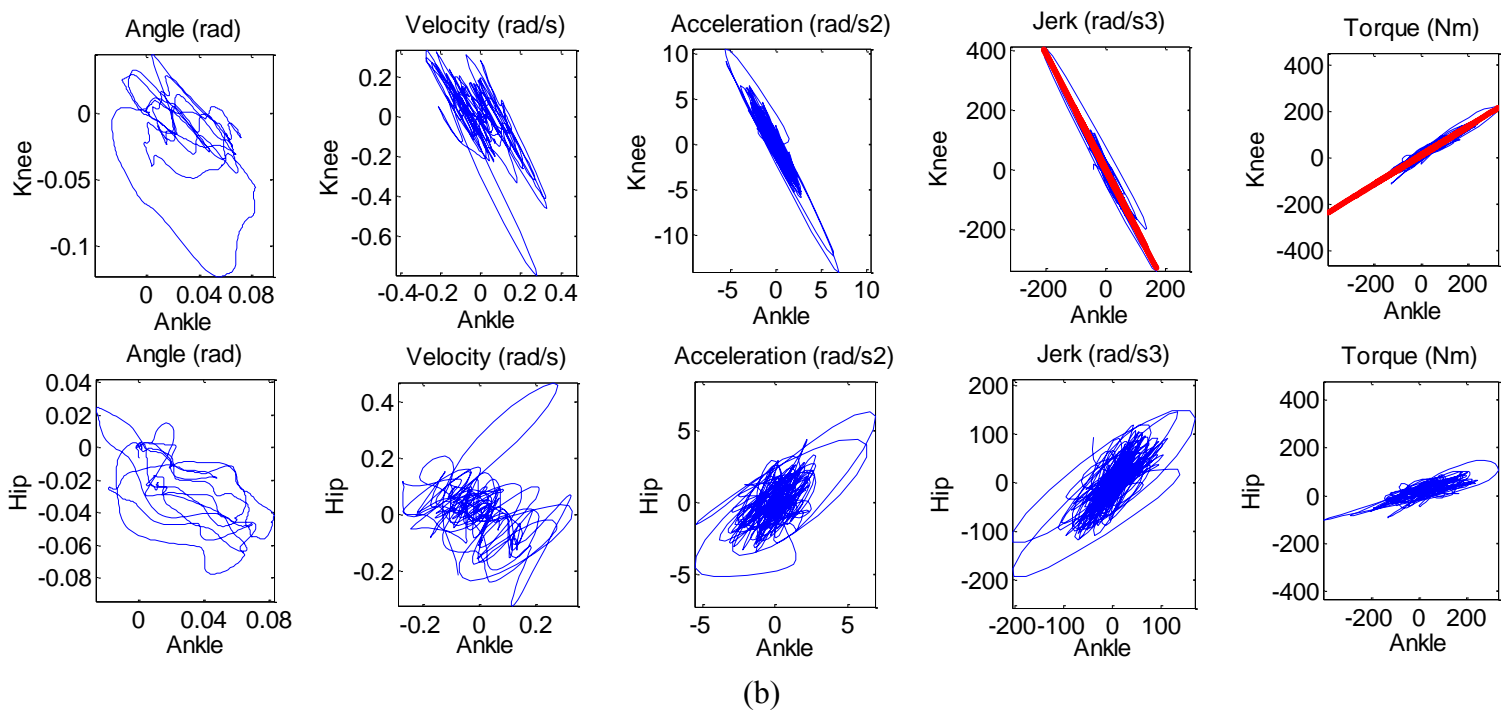 Angle (rad)
Knee
0
-0.05
-0.1
0 0.04 0.08
Ankle
Velocity (rad/s)
Knee
0.2
0
-0.2
-0.4
-0.6
-0.4 -0.2 0 0.2 0.4
Ankle
Acceleration (rad/s2)
Knee
10
5
0
-5
-10
-5 0 5 10
Ankle
Jerk (rad/s3)
Knee
400
200
0
-200
-200 0 200
Ankle
Torque (Nm)
Knee
400
200
0
-200
-400
-200 0 200
Ankle
Angle (rad)
Hip
0.04
0.02
0
-0.02
-0.04
-0.06
-0.08
0 0.04 0.08
Ankle
Velocity (rad/s)
Hip
0.4
0.2
0
-0.2
-0.2 0 0.2
Ankle
Acceleration (rad/s2)
Hip
5
0
-5
-5 0 5
Ankle
Jerk (rad/s3)
Hip
200
100
0
-100
-200
-200 -100 0 100
Ankle
Torque (Nm)
Hip
400
200
0
-200
-400
-200 0 200
Ankle
(b)